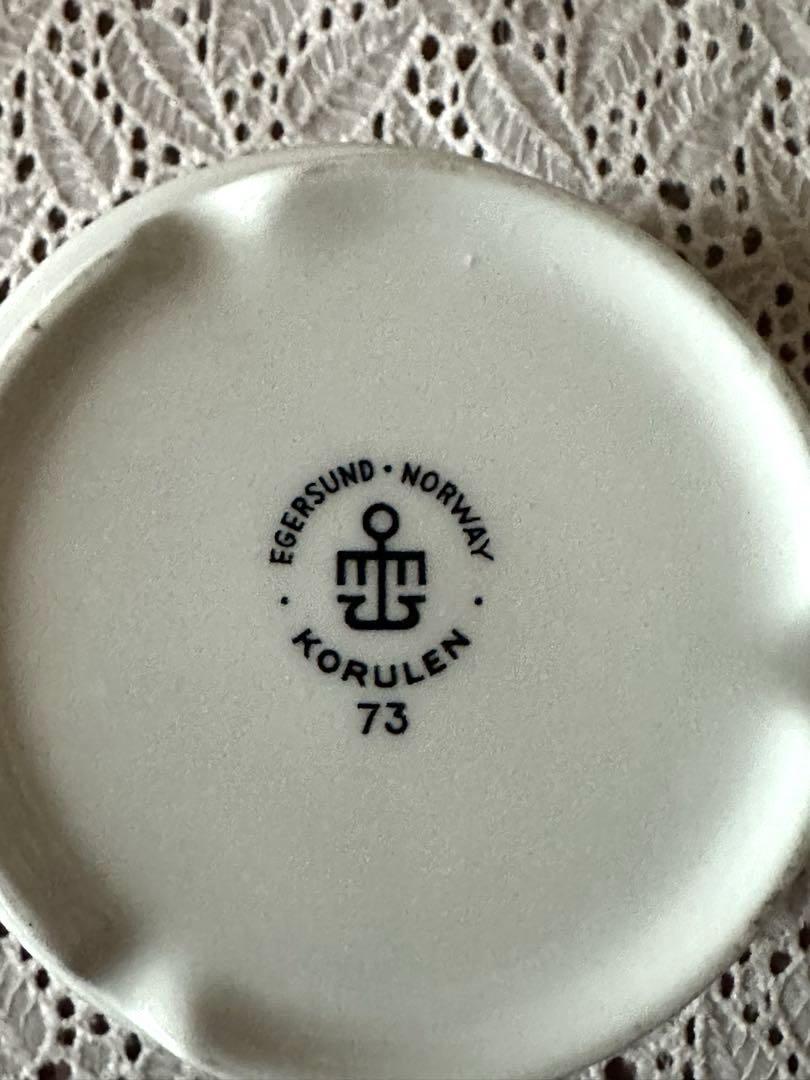 EGERSUND · NORWAY
· KORULEN ·
73